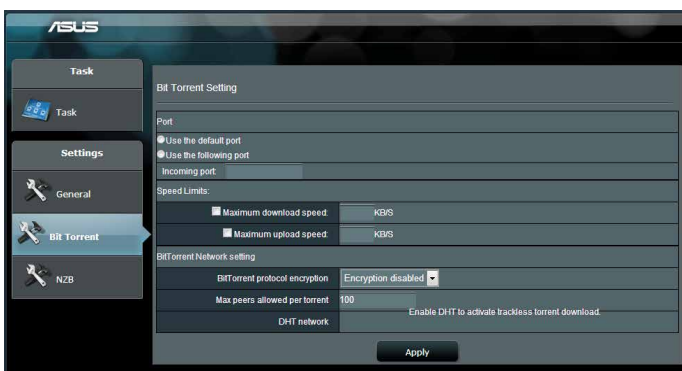 ASUS
Task
Task
Settings
General
Bit Torrent
NZB
Bit Torrent Setting
Port
Use the default port
Use the following port
Incoming port:
Speed Limits:
Maximum download speed: KB/S
Maximum upload speed: KB/S
BitTorrent Network setting
BitTorrent protocol encryption Encryption disabled
Max peers allowed per torrent 100
DHT network Enable DHT to activate trackless torrent download.
Apply